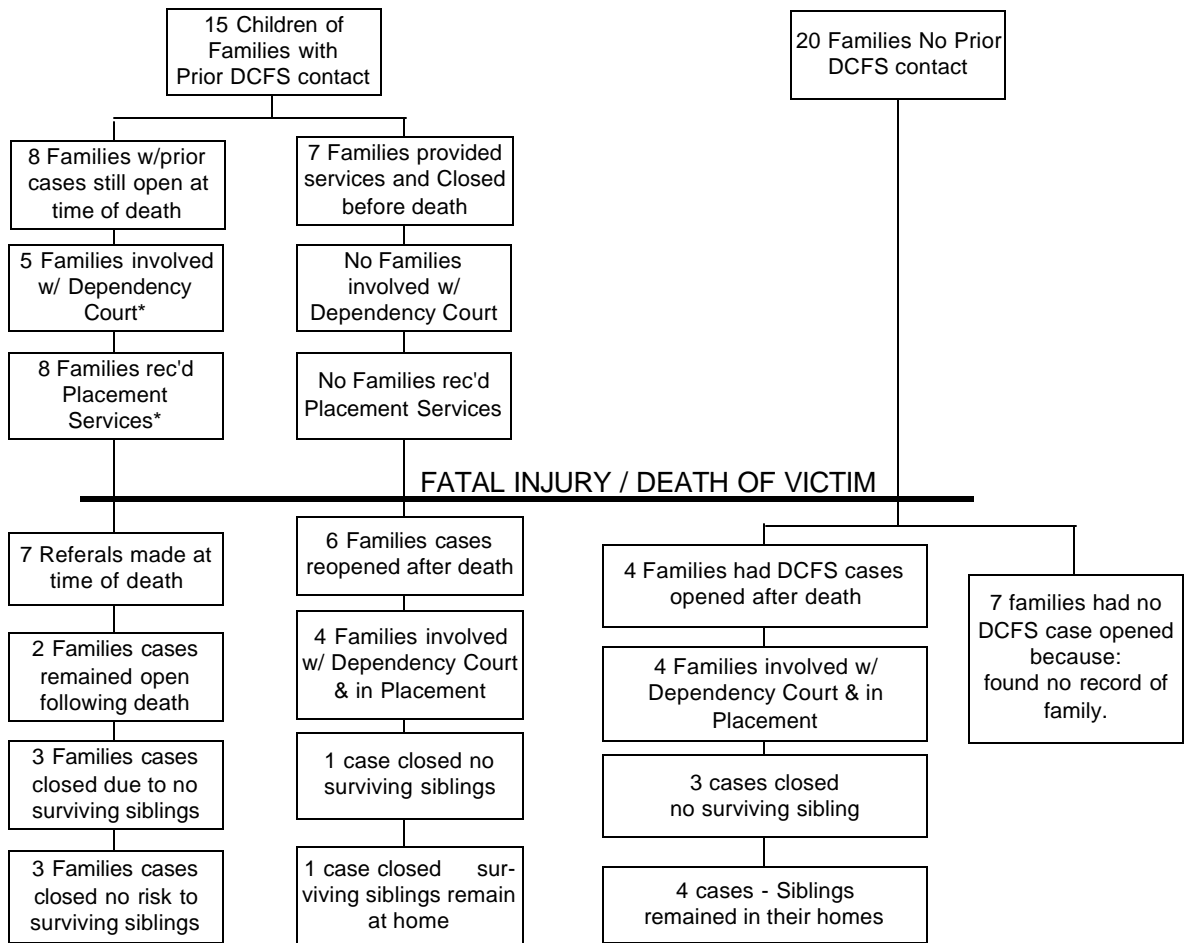 15 Children of
Families with
Prior DCFS contact
20 Families No Prior
DCFS contact
8 Families w/prior
cases still open at
time of death
7 Families provided
services and Closed
before death
5 Families involved
w/ Dependency
Court*
No Families
involved w/
Dependency Court
8 Families rec'd
Placement
Services*
No Families rec'd
Placement Services
FATAL INJURY / DEATH OF VICTIM
7 Referals made at
time of death
6 Families cases
reopened after death
4 Families had DCFS cases
opened after death
7 families had no
DCFS case opened
because:
found no record of
family.
2 Families cases
remained open
following death
4 Families involved
w/ Dependency Court
& in Placement
4 Families involved w/
Dependency Court & in
Placement
3 Families cases
closed due to no
surviving siblings
1 case closed no
surviving siblings
3 cases closed
no surviving sibling
3 Families cases
closed no risk to
surviving siblings
1 case closed sur-
viving siblings remain
at home
4 cases - Siblings
remained in their homes